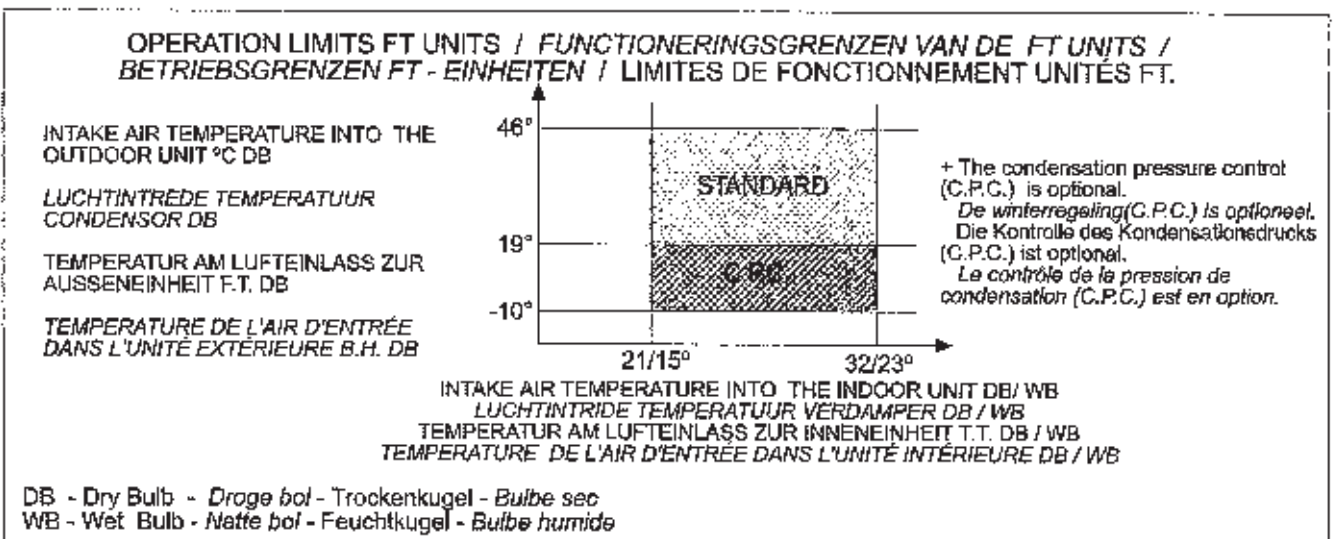 OPERATION LIMITS FT UNITS / FUNCTIONERINGSGRENZEN VAN DE FT UNITS /
BETRIEBSGRENZEN FT - EINHEITEN / LIMITES DE FONCTIONNEMENT UNITÉS FT.
INTAKE AIR TEMPERATURE INTO THE
OUTDOOR UNIT ºC DB
LUCHTINTREDE TEMPERATUUR
CONDENSOR DB
TEMPERATUR AM LUFTEINLASS ZUR
AUSSENEINHEIT F.T. DB
TEMPERATURE DE L'AIR D'ENTRÉE
DANS L'UNITÉ EXTÉRIEURE B.H. DB
46º
STANDARD
19º
C.P.C.
-10º
21/15º
32/23º
+ The condensation pressure control
(C.P.C.) is optional.
De winterregeling(C.P.C.) is optioneel.
Die Kontrolle des Kondensationsdrucks
(C.P.C.) ist optional.
Le contrôle de la pression de
condensation (C.P.C.) est en option.
INTAKE AIR TEMPERATURE INTO THE INDOOR UNIT DB/ WB
LUCHTINTRIDE TEMPERATUUR VERDAMPER DB / WB
TEMPERATUR AM LUFTEINLASS ZUR INNENEINHEIT T.T. DB / WB
TEMPERATURE DE L'AIR D'ENTRÉE DANS L'UNITÉ INTÉRIEURE DB / WB
DB - Dry Bulb - Droge bol - Trockenkugel - Bulbe sec
WB - Wet Bulb - Natte bol - Feuchtkugel - Bulbe humide